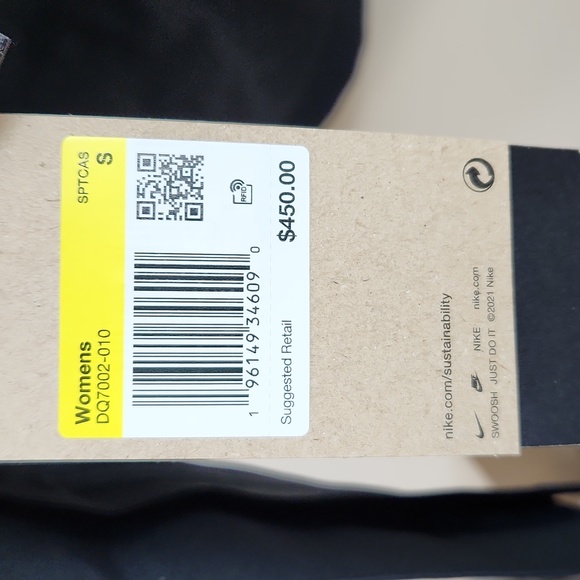 Womens
DQ7002-010
SPTCAS
S
RFID
1 96149 34609 0
Suggested Retail
$450.00
nike.com/sustainability
NIKE
nike.com
SWOOSH JUST DO IT ©2021 Nike